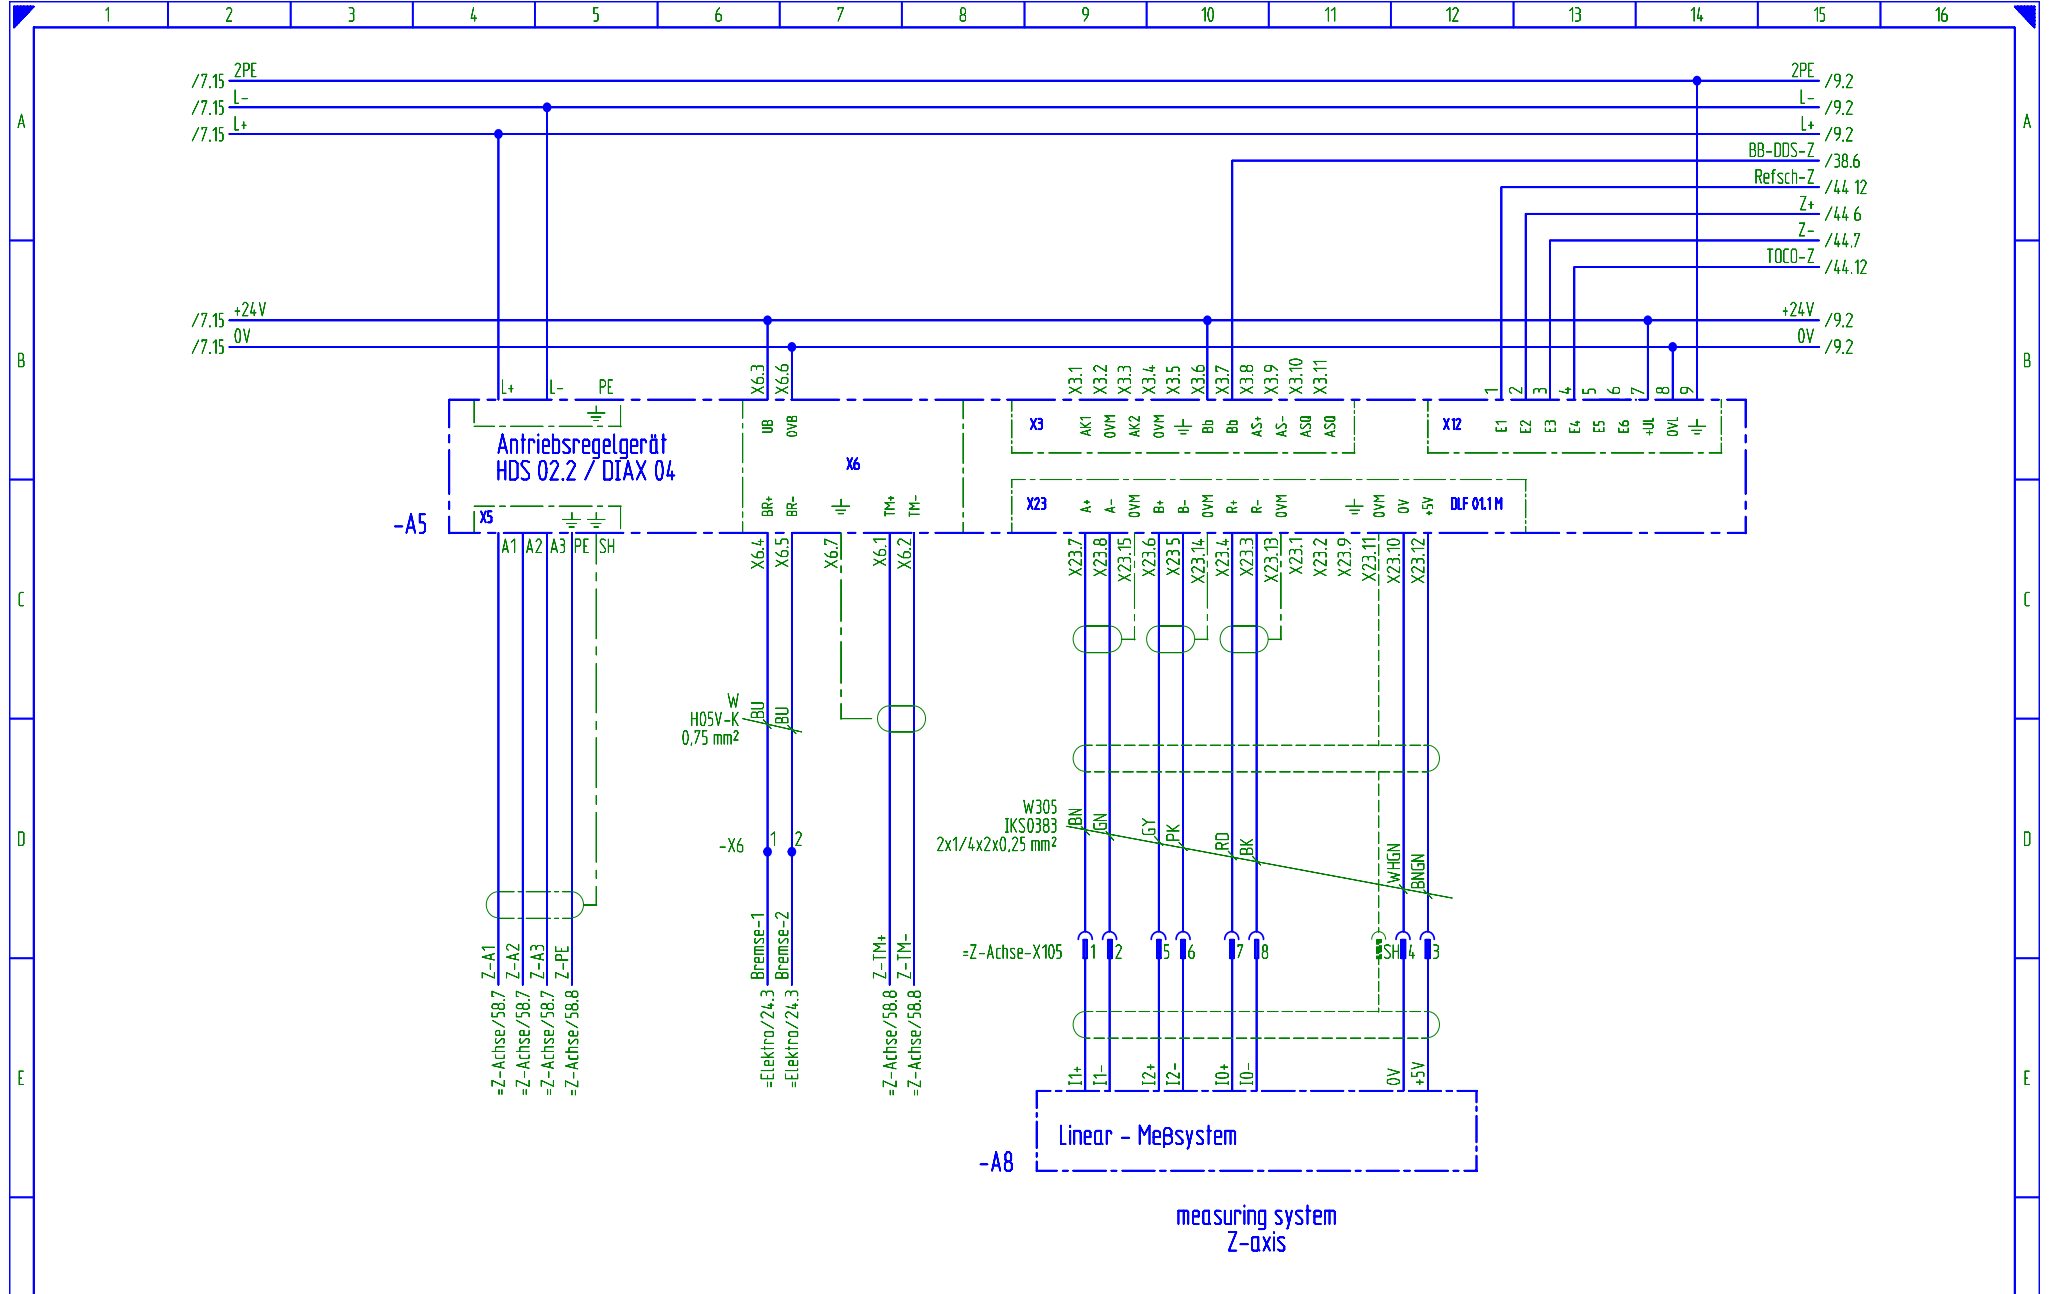 1 2 3 4 5 6 7 8 9 10 11 12 13 14 15 16
/7.15 2PE 2PE /9.2
/7.15 L- L- /9.2
A /7.15 L+ L+ /9.2 A
BB-DDS-Z /38.6
Refsch-Z /44 12
Z+ /44 6
Z- /44.7
TOCO-Z /44.12
/7.15 +24V +24V /9.2
/7.15 0V 0V /9.2
B B
L+ L- PE X6.3 X6.6 X3.1 X3.2 X3.3 X3.4 X3.5 X3.6 X3.7 X3.8 X3.9 X3.10 X3.11 1 2 3 4 5 6 7 8 9
UB 0VB X3 AK1 0VM AK2 0VM Bb Bb AS+ AS- ASQ ASQ X12 E1 E2 E3 E4 E5 E6 +UL 0VL
Antriebsregelgerät
HDS 02.2 / DIAX 04 X6
X5 BR+ BR- TM+ TM- X23 A+ A- 0VM B+ B- 0VM R+ R- 0VM 0VM 0V +5V DLF 01.1 M
-A5
A1 A2 A3 PE SH X6.4 X6.5 X6.7 X6.1 X6.2 X23.7 X23.8 X23.15 X23.6 X23 5 X23.14 X23.4 X23.3 X23.13 X23.1 X23.2 X23.9 X23.11 X23.10 X23.12
C C
W
H05V-K BU BU
0,75 mm²
W305
IKS0383
2x1/4x2x0,25 mm²
BN GN GY PK RD BK WHGN BNGN
D -X6 1 2 D
Z-A1 Z-A2 Z-A3 Z-PE Bremse-1 Bremse-2 Z-TM+ Z-TM-
=Z-Achse-X105 1 2 5 6 7 8 SH 4 3
=Z-Achse/58.7 =Z-Achse/58.7 =Z-Achse/58.7 =Z-Achse/58.8 =Elektro/24.3 =Elektro/24.3 =Z-Achse/58.8 =Z-Achse/58.8
E I1+ I1- I2+ I2- I0+ I0- 0V +5V E
Linear - Meßsystem
-A8
measuring system
Z-axis